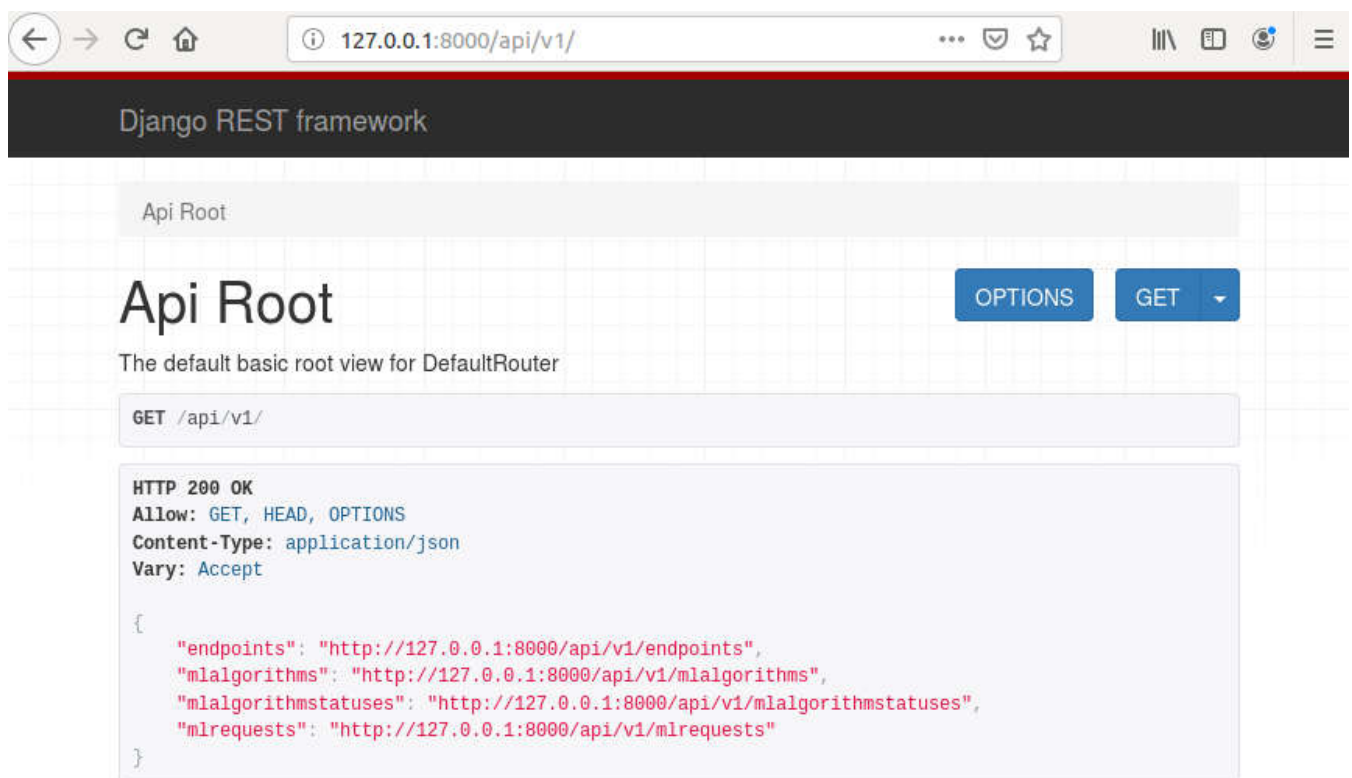 127.0.0.1:8000/api/v1/
Django REST framework
Api Root
Api Root
OPTIONS
GET
The default basic root view for DefaultRouter
GET /api/v1/
HTTP 200 OK
Allow: GET, HEAD, OPTIONS
Content-Type: application/json
Vary: Accept
{
    "endpoints": "http://127.0.0.1:8000/api/v1/endpoints",
    "mlalgorithms": "http://127.0.0.1:8000/api/v1/mlalgorithms",
    "mlalgorithmstatuses": "http://127.0.0.1:8000/api/v1/mlalgorithmstatuses",
    "mlrequests": "http://127.0.0.1:8000/api/v1/mlrequests"
}